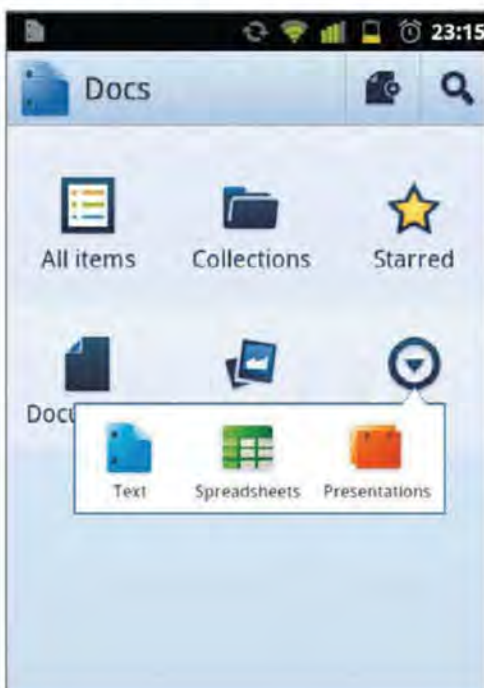 23:15
Docs
All items Collections Starred
Docu
Text Spreadsheets Presentations